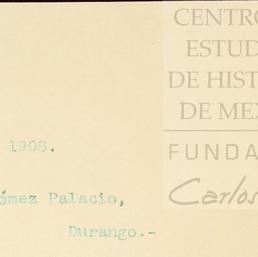 CENTRO
ESTUD
DE HIST
DE MEX
FUNDA
Carlos
1908.
ómez Palacio,
Durango.-